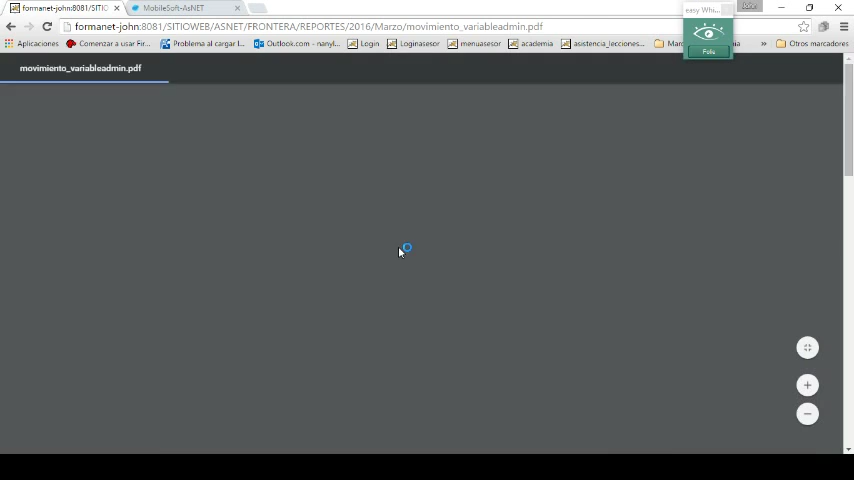 formanet-john:8081/SITIO
MobileSoft-AsNET
easy Whi...
John
formanet-john:8081/SITIOWEB/ASNET/FRONTERA/REPORTES/2016/Marzo/movimiento_variableadmin.pdf
Aplicaciones
Comenzar a usar Fir...
Problema al cargar l...
Outlook.com - nanyl...
Login
Loginasesor
menuasesor
academia
asistencia_lecciones...
»
Otros marcadores
Folis
movimiento_variableadmin.pdf